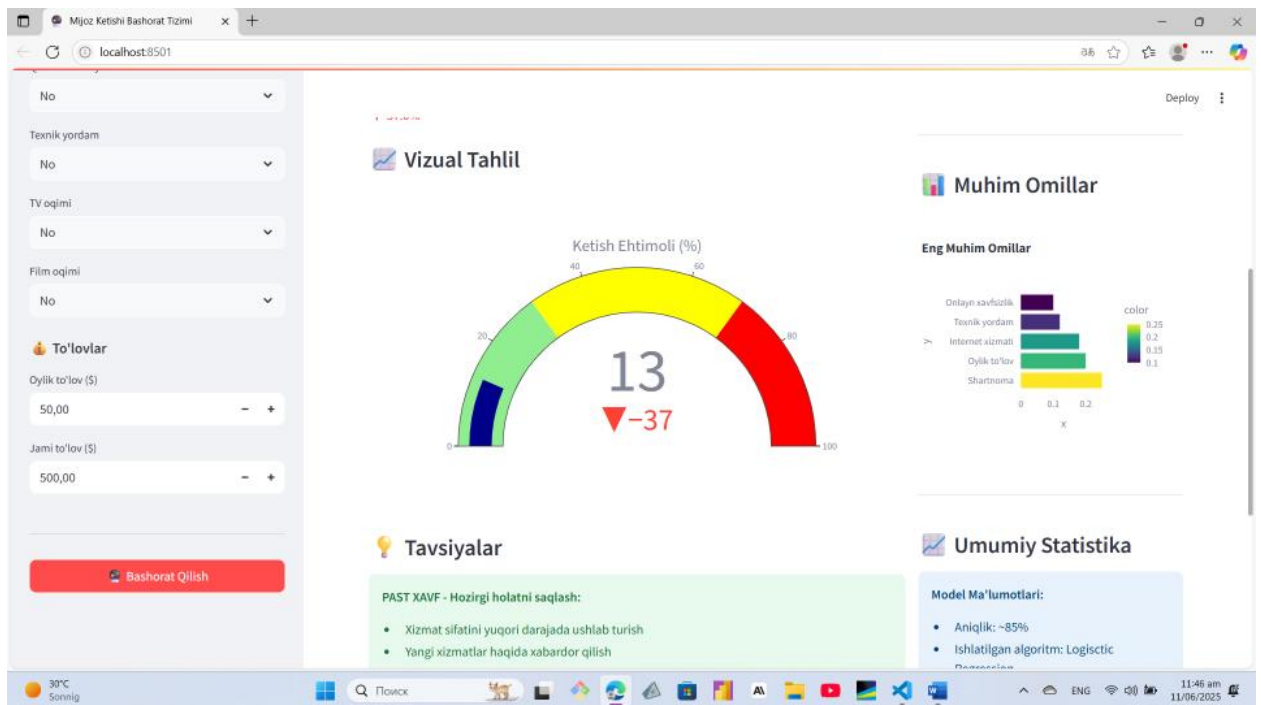 Mijoz Ketishi Bashorat Tizimi
localhost:8501
Deploy
No
Texnik yordam
No
TV oqimi
No
Film oqimi
No
To'lovlar
Oylik to'lov ($)
50,00
Jami to'lov ($)
500,00
Bashorat Qilish
Vizual Tahlil
Ketish Ehtimoli (%)
0
20
40
60
80
100
13
▼−37
Tavsiyalar
PAST XAVF - Hozirgi holatni saqlash:
• Xizmat sifatini yuqori darajada ushlab turish
• Yangi xizmatlar haqida xabardor qilish
Muhim Omillar
Eng Muhim Omillar
Onlayn xavfsizlik
Texnik yordam
Internet xizmati
Oylik to'lov
Shartnoma
y
0 0.1 0.2
x
color
0.25
0.2
0.15
0.1
Umumiy Statistika
Model Ma'lumotlari:
• Aniqlik: ~85%
• Ishlatilgan algoritm: Logisctic
Regression
30°C
Sonnig
Поиск
ENG
11:46 am
11/06/2025